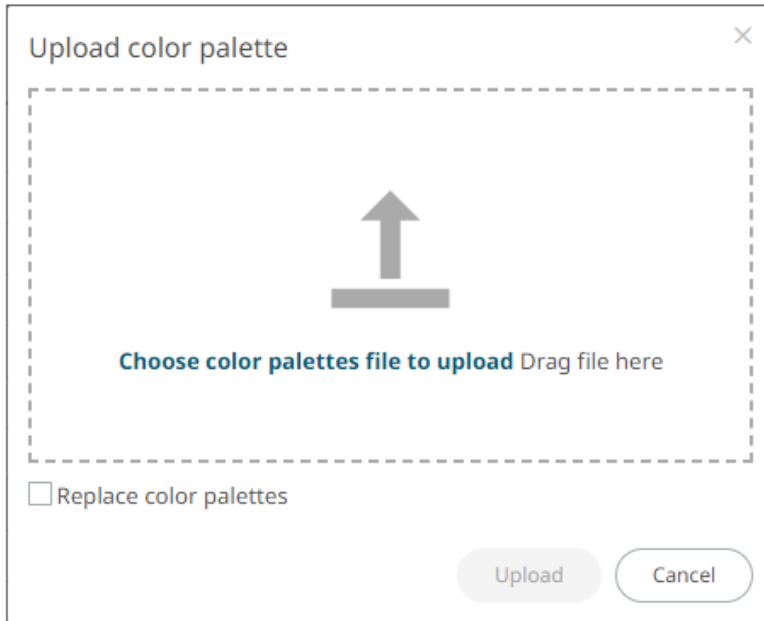 Upload color palette
Choose color palettes file to upload Drag file here
Replace color palettes
Upload
Cancel